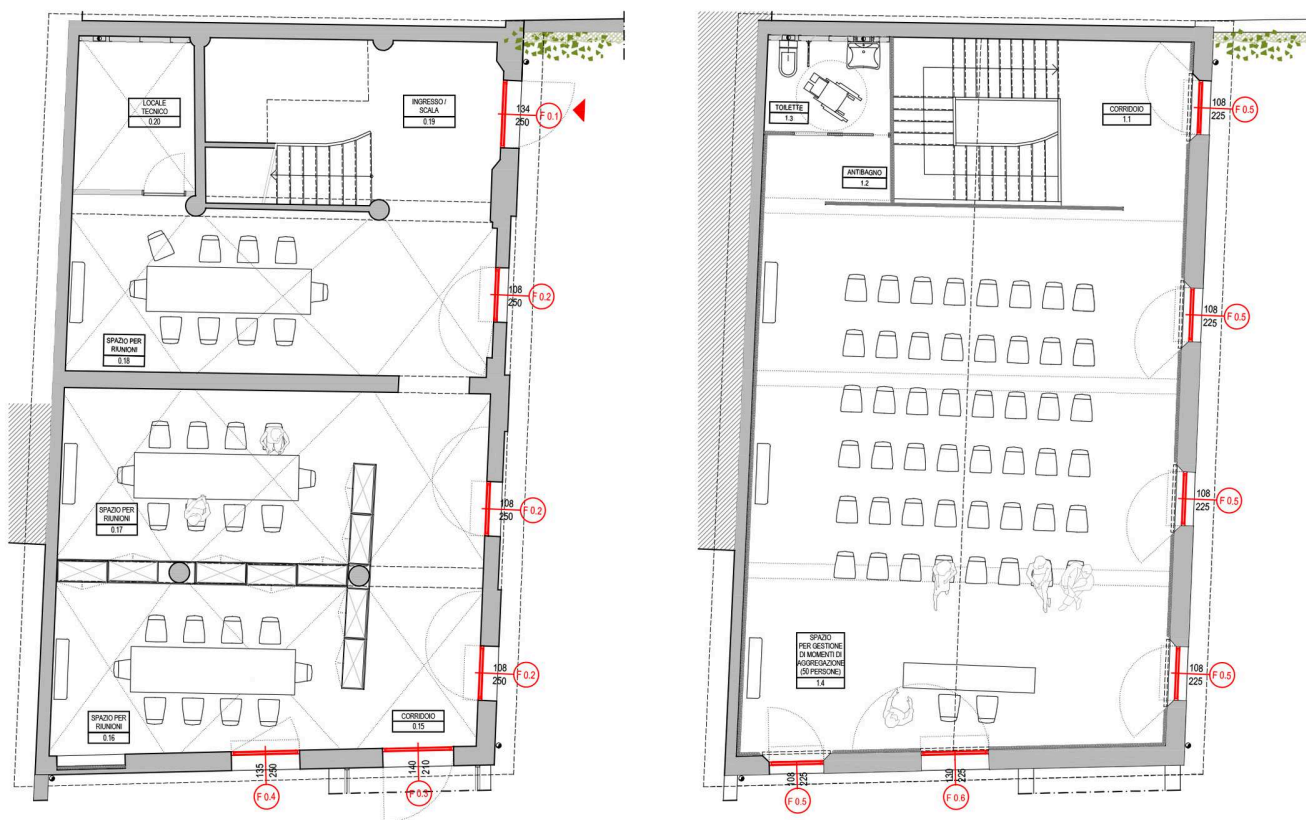 LOCALE
TECNICO
0.20
INGRESSO /
SCALA
0.19
134
250
F 0.1
108
250
F 0.2
SPAZIO PER
RIUNIONI
0.18
SPAZIO PER
RIUNIONI
0.17
108
250
F 0.2
108
250
F 0.2
SPAZIO PER
RIUNIONI
0.16
CORRIDOIO
0.15
135
250
F 0.4
140
210
F 0.3
TOILETTE
1.3
CORRIDOIO
1.1
108
225
F 0.5
ANTIBAGNO
1.2
108
225
F 0.5
108
225
F 0.5
SPAZIO
PER GESTIONE
DI MOMENTI DI
AGGREGAZIONE
(50 PERSONE)
1.4
108
225
F 0.5
108
225
F 0.5
130
225
F 0.6